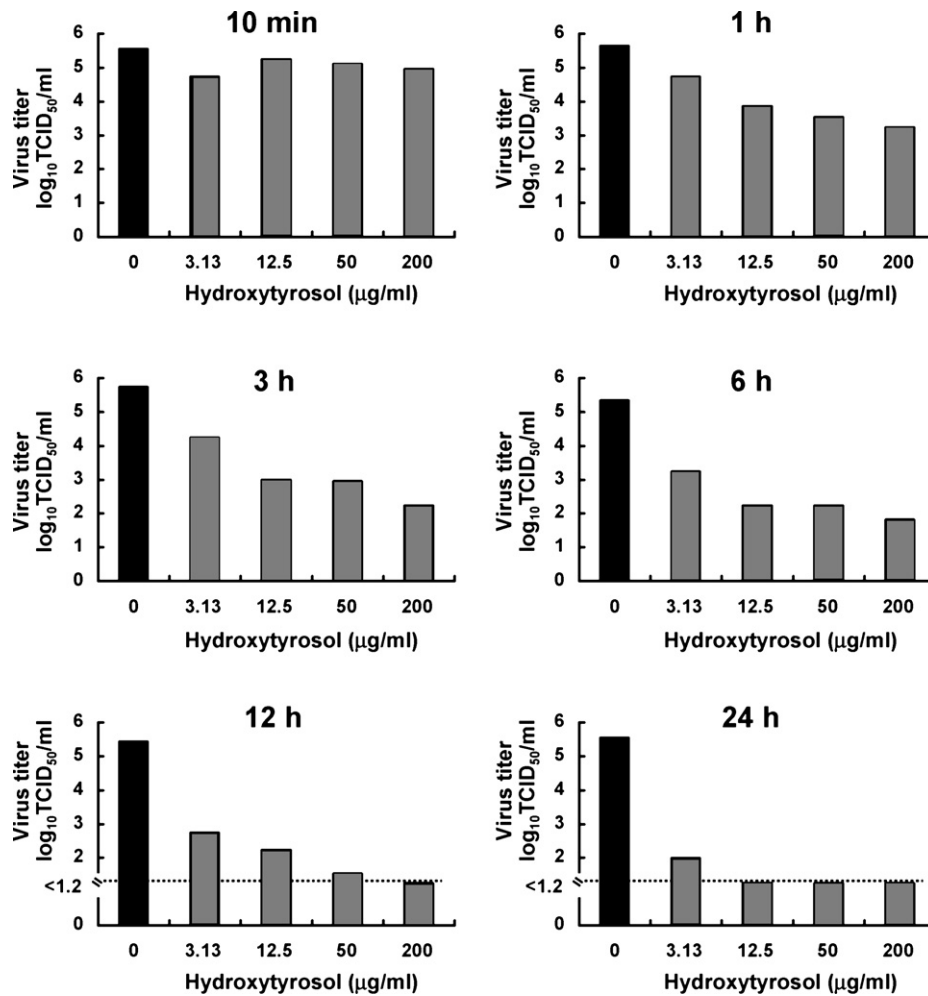 10 min
Virus titer
log₁₀TCID₅₀/ml
6
5
4
3
2
1
0
0 3.13 12.5 50 200
Hydroxytyrosol (µg/ml)
1 h
Virus titer
log₁₀TCID₅₀/ml
6
5
4
3
2
1
0
0 3.13 12.5 50 200
Hydroxytyrosol (µg/ml)
3 h
Virus titer
log₁₀TCID₅₀/ml
6
5
4
3
2
1
0
0 3.13 12.5 50 200
Hydroxytyrosol (µg/ml)
6 h
Virus titer
log₁₀TCID₅₀/ml
6
5
4
3
2
1
0
0 3.13 12.5 50 200
Hydroxytyrosol (µg/ml)
12 h
Virus titer
log₁₀TCID₅₀/ml
6
5
4
3
2
<1.2
0
0 3.13 12.5 50 200
Hydroxytyrosol (µg/ml)
24 h
Virus titer
log₁₀TCID₅₀/ml
6
5
4
3
2
<1.2
0
0 3.13 12.5 50 200
Hydroxytyrosol (µg/ml)